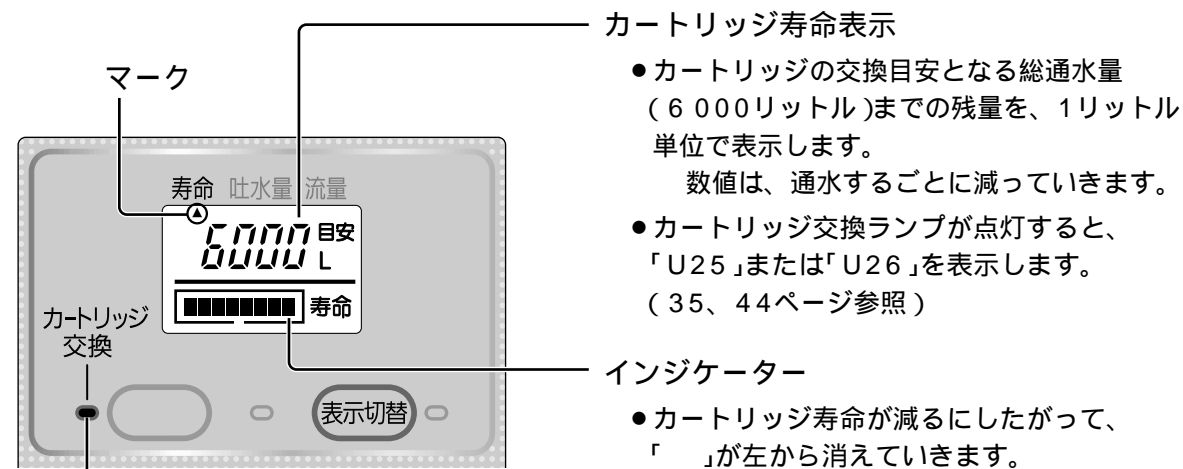 カートリッジ寿命表示
マーク
●カートリッジの交換目安となる総通水量
(6 000リットル)までの残量を、1リットル
単位で表示します。
数値は、通水するごとに減っていきます。
●カートリッジ交換ランプが点灯すると、
「U25」または「U26」を表示します。
(35、44ページ参照)
寿命 吐水量 流量
6000 目安
L
寿命
カートリッジ
交換
表示切替
インジケーター
●カートリッジ寿命が減るにしたがって、
「 」が左から消えていきます。